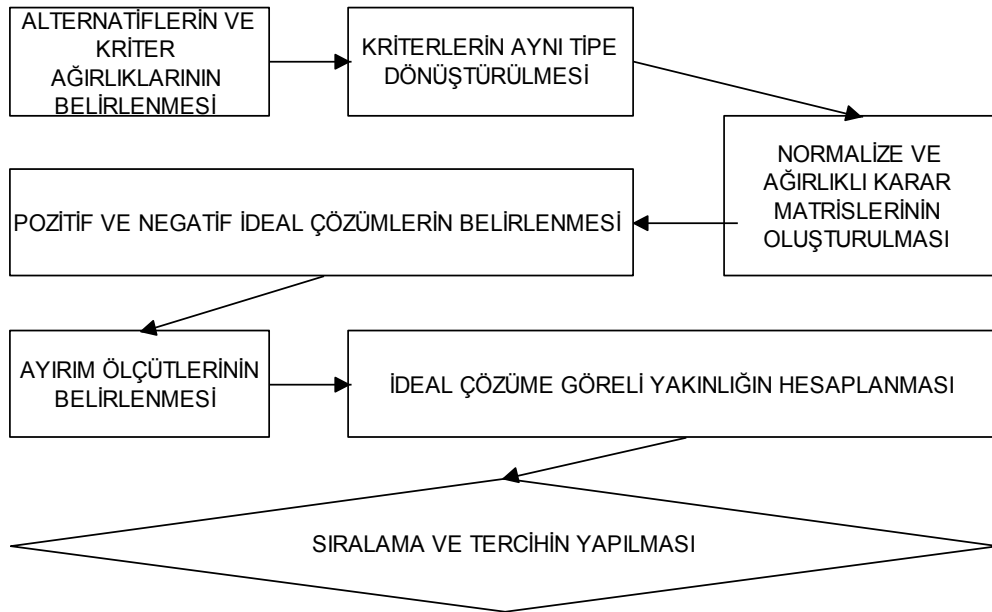 ALTERNATİFLERİN VE
KRİTER
AĞIRLIKLARININ
BELİRLENMESİ
KRİTERLERİN AYNI TİPE
DÖNÜŞTÜRÜLMESİ
NORMALİZE VE
AĞIRLIKLI KARAR
MATRİSLERİNİN
OLUŞTURULMASI
POZİTİF VE NEGATİF İDEAL ÇÖZÜMLERİN BELİRLENMESİ
AYIRIM ÖLÇÜTLERİNİN
BELİRLENMESİ
İDEAL ÇÖZÜME GÖRELİ YAKINLIĞIN HESAPLANMASI
SIRALAMA VE TERCİHİN YAPILMASI